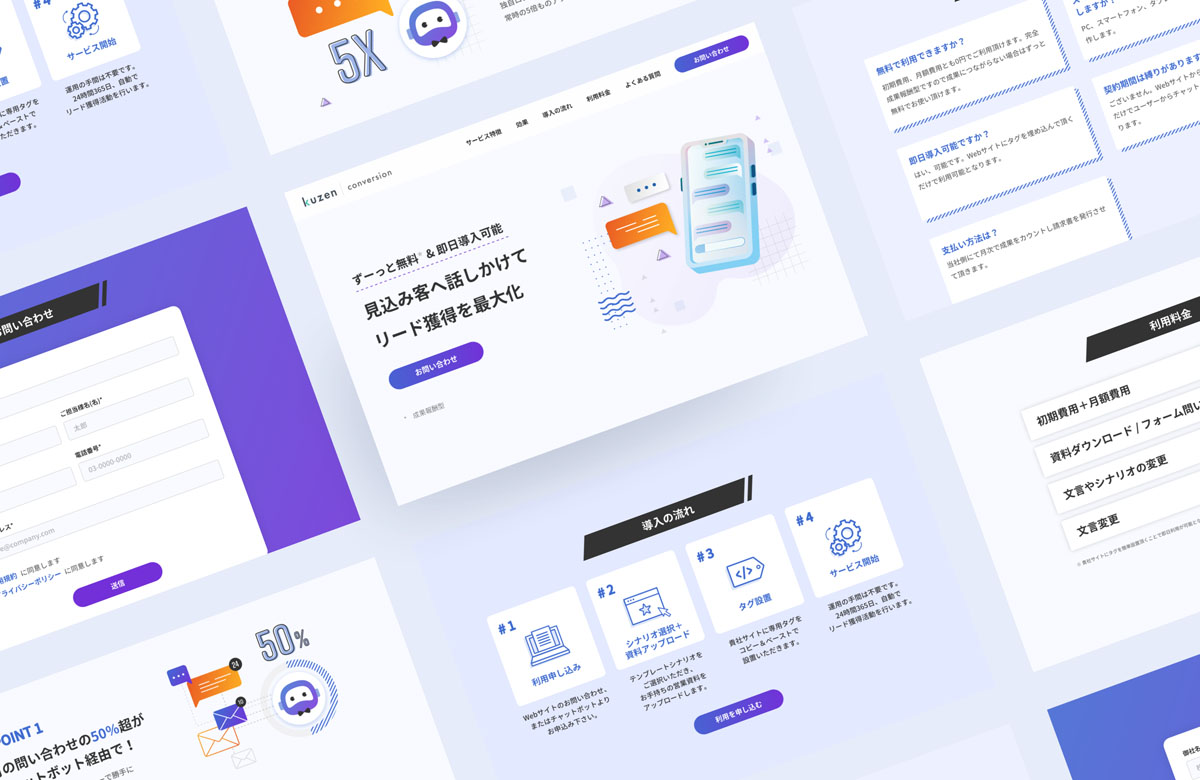 #4
サービス開始
運用の手間は不要です。
24時間365日、自動で
リード獲得活動を行います。
に専用タグを
&ペーストで
ただきます。
5X
常時の5倍もの
kuzen conversion
サービス特徴
効果
導入の流れ
利用料金
よくある質問
お問い合わせ
ずーっと無料※&即日導入可能
見込み客へ話しかけて
リード獲得を最大化
お問い合わせ
成果報酬型
無料で利用できますか?
初期費用、月額費用とも0円でご利用頂けます。完全
成果報酬型ですので成果につながらない場合はずっと
無料でお使い頂けます。
即日導入可能ですか?
はい、可能です。Webサイトにタグを埋め込んで頂く
だけで利用可能となります。
支払い方法は?
当社側にて月次で成果をカウントし請求書を発行させ
て頂きます。
しますか?
PC、スマートフォン、タブ
作します。
契約期間は縛りがあります
ございません。Webサイトから
だけでユーザーからチャット
ります。
お問い合わせ
ご担当様名(名)*
太郎
電話番号*
03-0000-0000
レス*
e@company.com
用規約 に同意します
プライバシーポリシー に同意します
送信
利用料金
初期費用+月額費用
資料ダウンロード / フォーム問い
文言やシナリオの変更
文言変更
導入の流れ
#1
利用申し込み
Webサイトのお問い合わせ、
またはチャットボットより
お申込み下さい。
#2
シナリオ選択+
資料アップロード
テンプレートシナリオを
ご選択いただき、
お手持ちの営業資料を
アップロードします。
#3
</>
タグ設置
貴社サイトに専用タグを
コピー&ペーストで
設置いただきます。
#4
サービス開始
運用の手間は不要です。
24時間365日、自動で
リード獲得活動を行います。
利用を申し込む
50%
24
10
POINT 1
の問い合わせの50%超が
ットボット経由で!
で勝手に
御社名